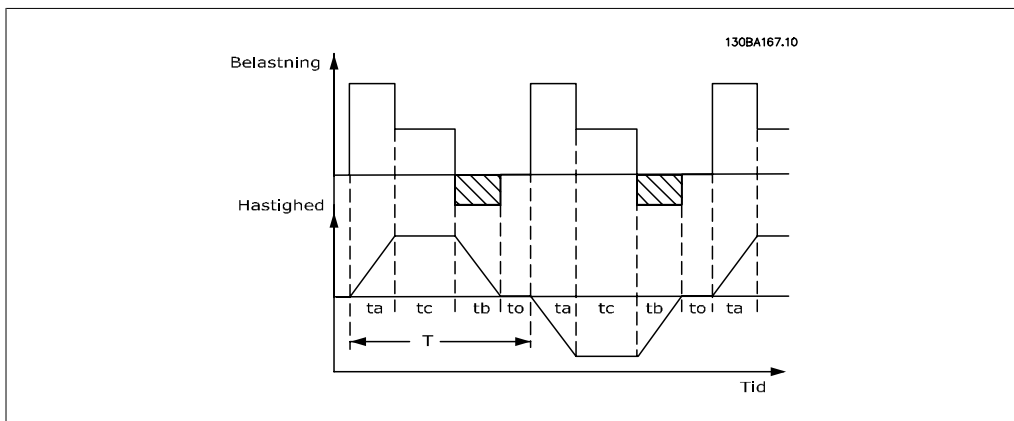 130BA167.10
Belastning
Hastighed
ta tc tb to ta tc tb to ta
T
Tid